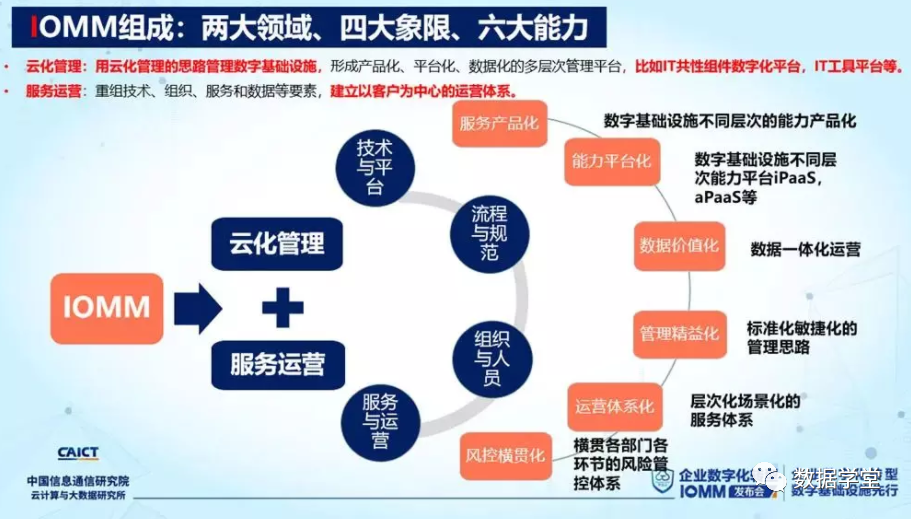 IOMM组成：两大领域、四大象限、六大能力
• 云化管理：用云化管理的思路管理数字基础设施，形成产品化、平台化、数据化的多层次管理平台，比如IT共性组件数字化平台，IT工具平台等。
• 服务运营：重组技术、组织、服务和数据等要素，建立以客户为中心的运营体系。
服务产品化
数字基础设施不同层次的能力产品化
技术
与平
台
能力平台化
数字基础设施不同层
次能力平台iPaaS，
aPaaS等
流程
与规
范
云化管理
数据价值化
数据一体化运营
IOMM
管理精益化
标准化敏捷化的
管理思路
服务运营
组织
与人
员
运营体系化
层次化场景化的
服务体系
服务
与运
营
风控横贯化
横贯各部门各
环节的风险管
控体系
CAICT
中国信息通信研究院
云计算与大数据研究所
企业数字化
IOMM 发布会
型
数字基础设施先行
数据学堂